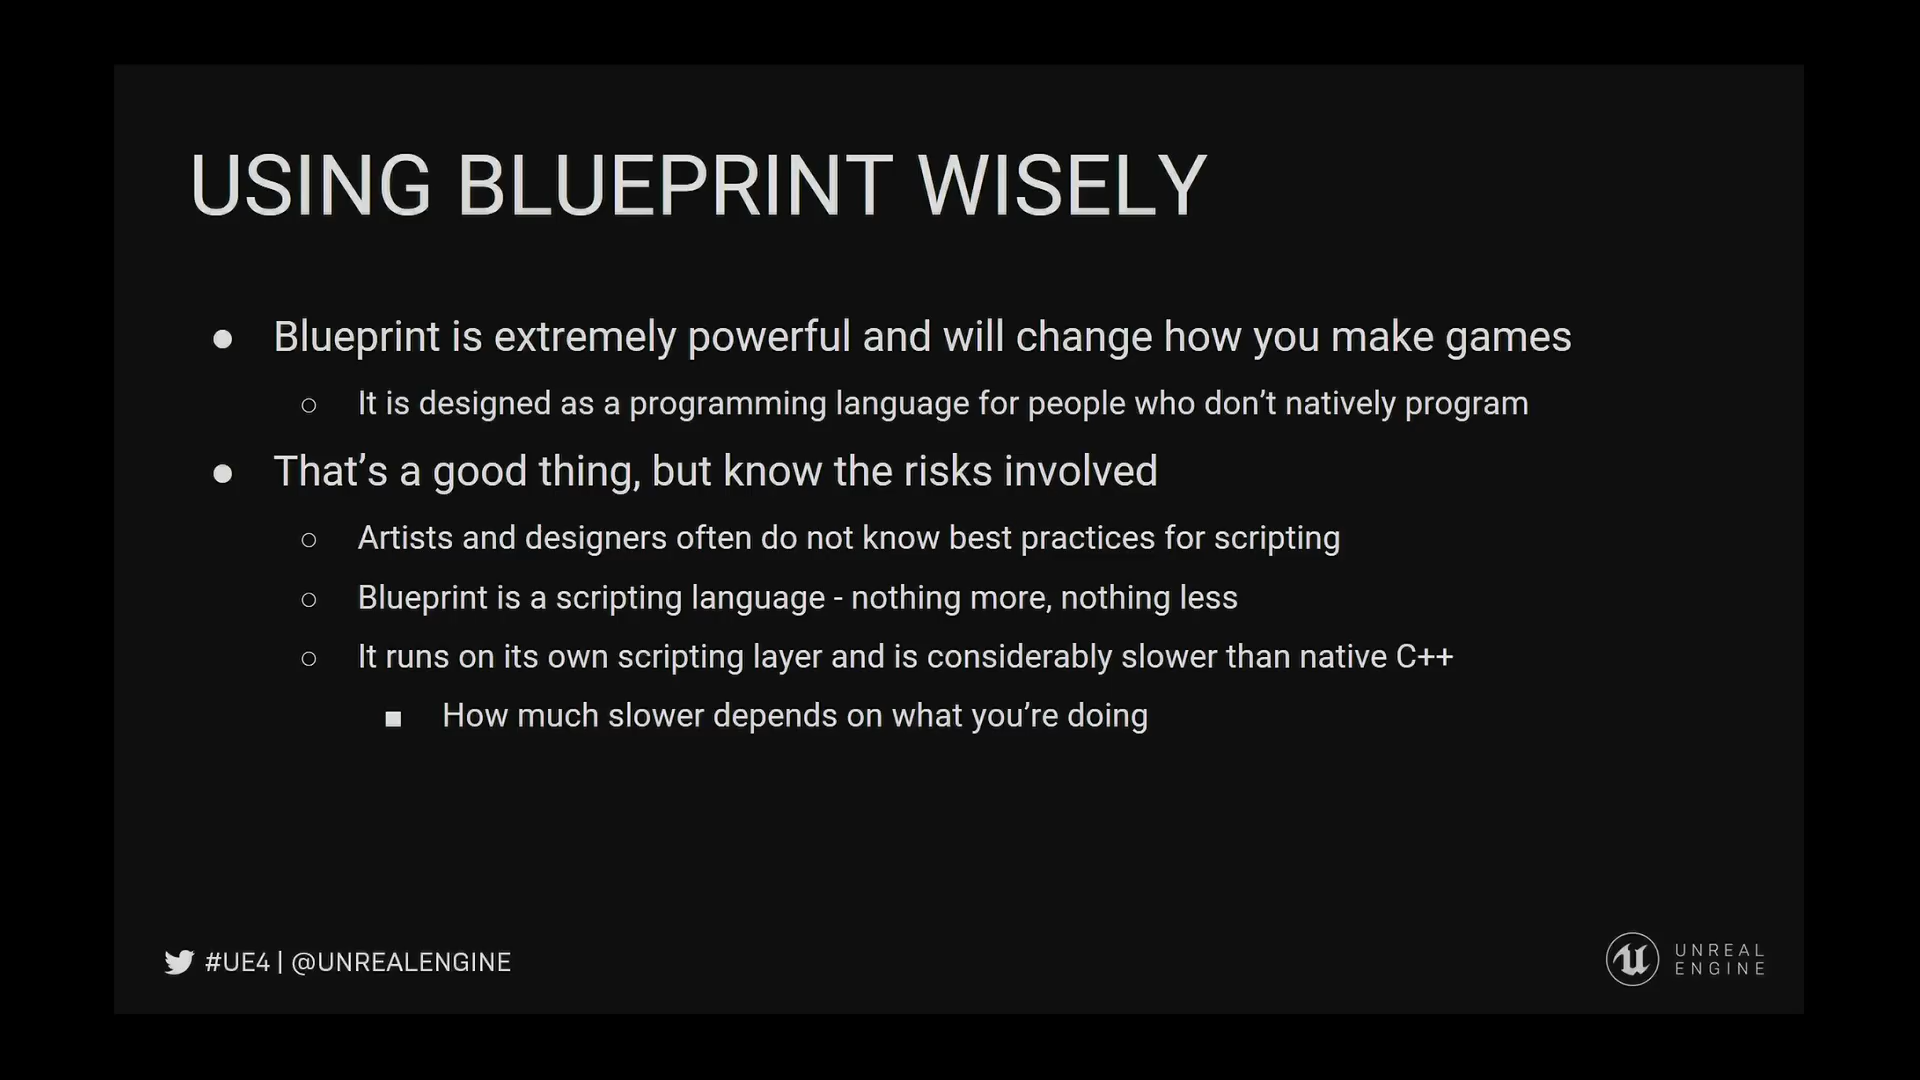 USING BLUEPRINT WISELY
● Blueprint is extremely powerful and will change how you make games
○ It is designed as a programming language for people who don’t natively program
● That’s a good thing, but know the risks involved
○ Artists and designers often do not know best practices for scripting
○ Blueprint is a scripting language - nothing more, nothing less
○ It runs on its own scripting layer and is considerably slower than native C++
■ How much slower depends on what you’re doing
#UE4 | @UNREALENGINE
UNREAL
ENGINE